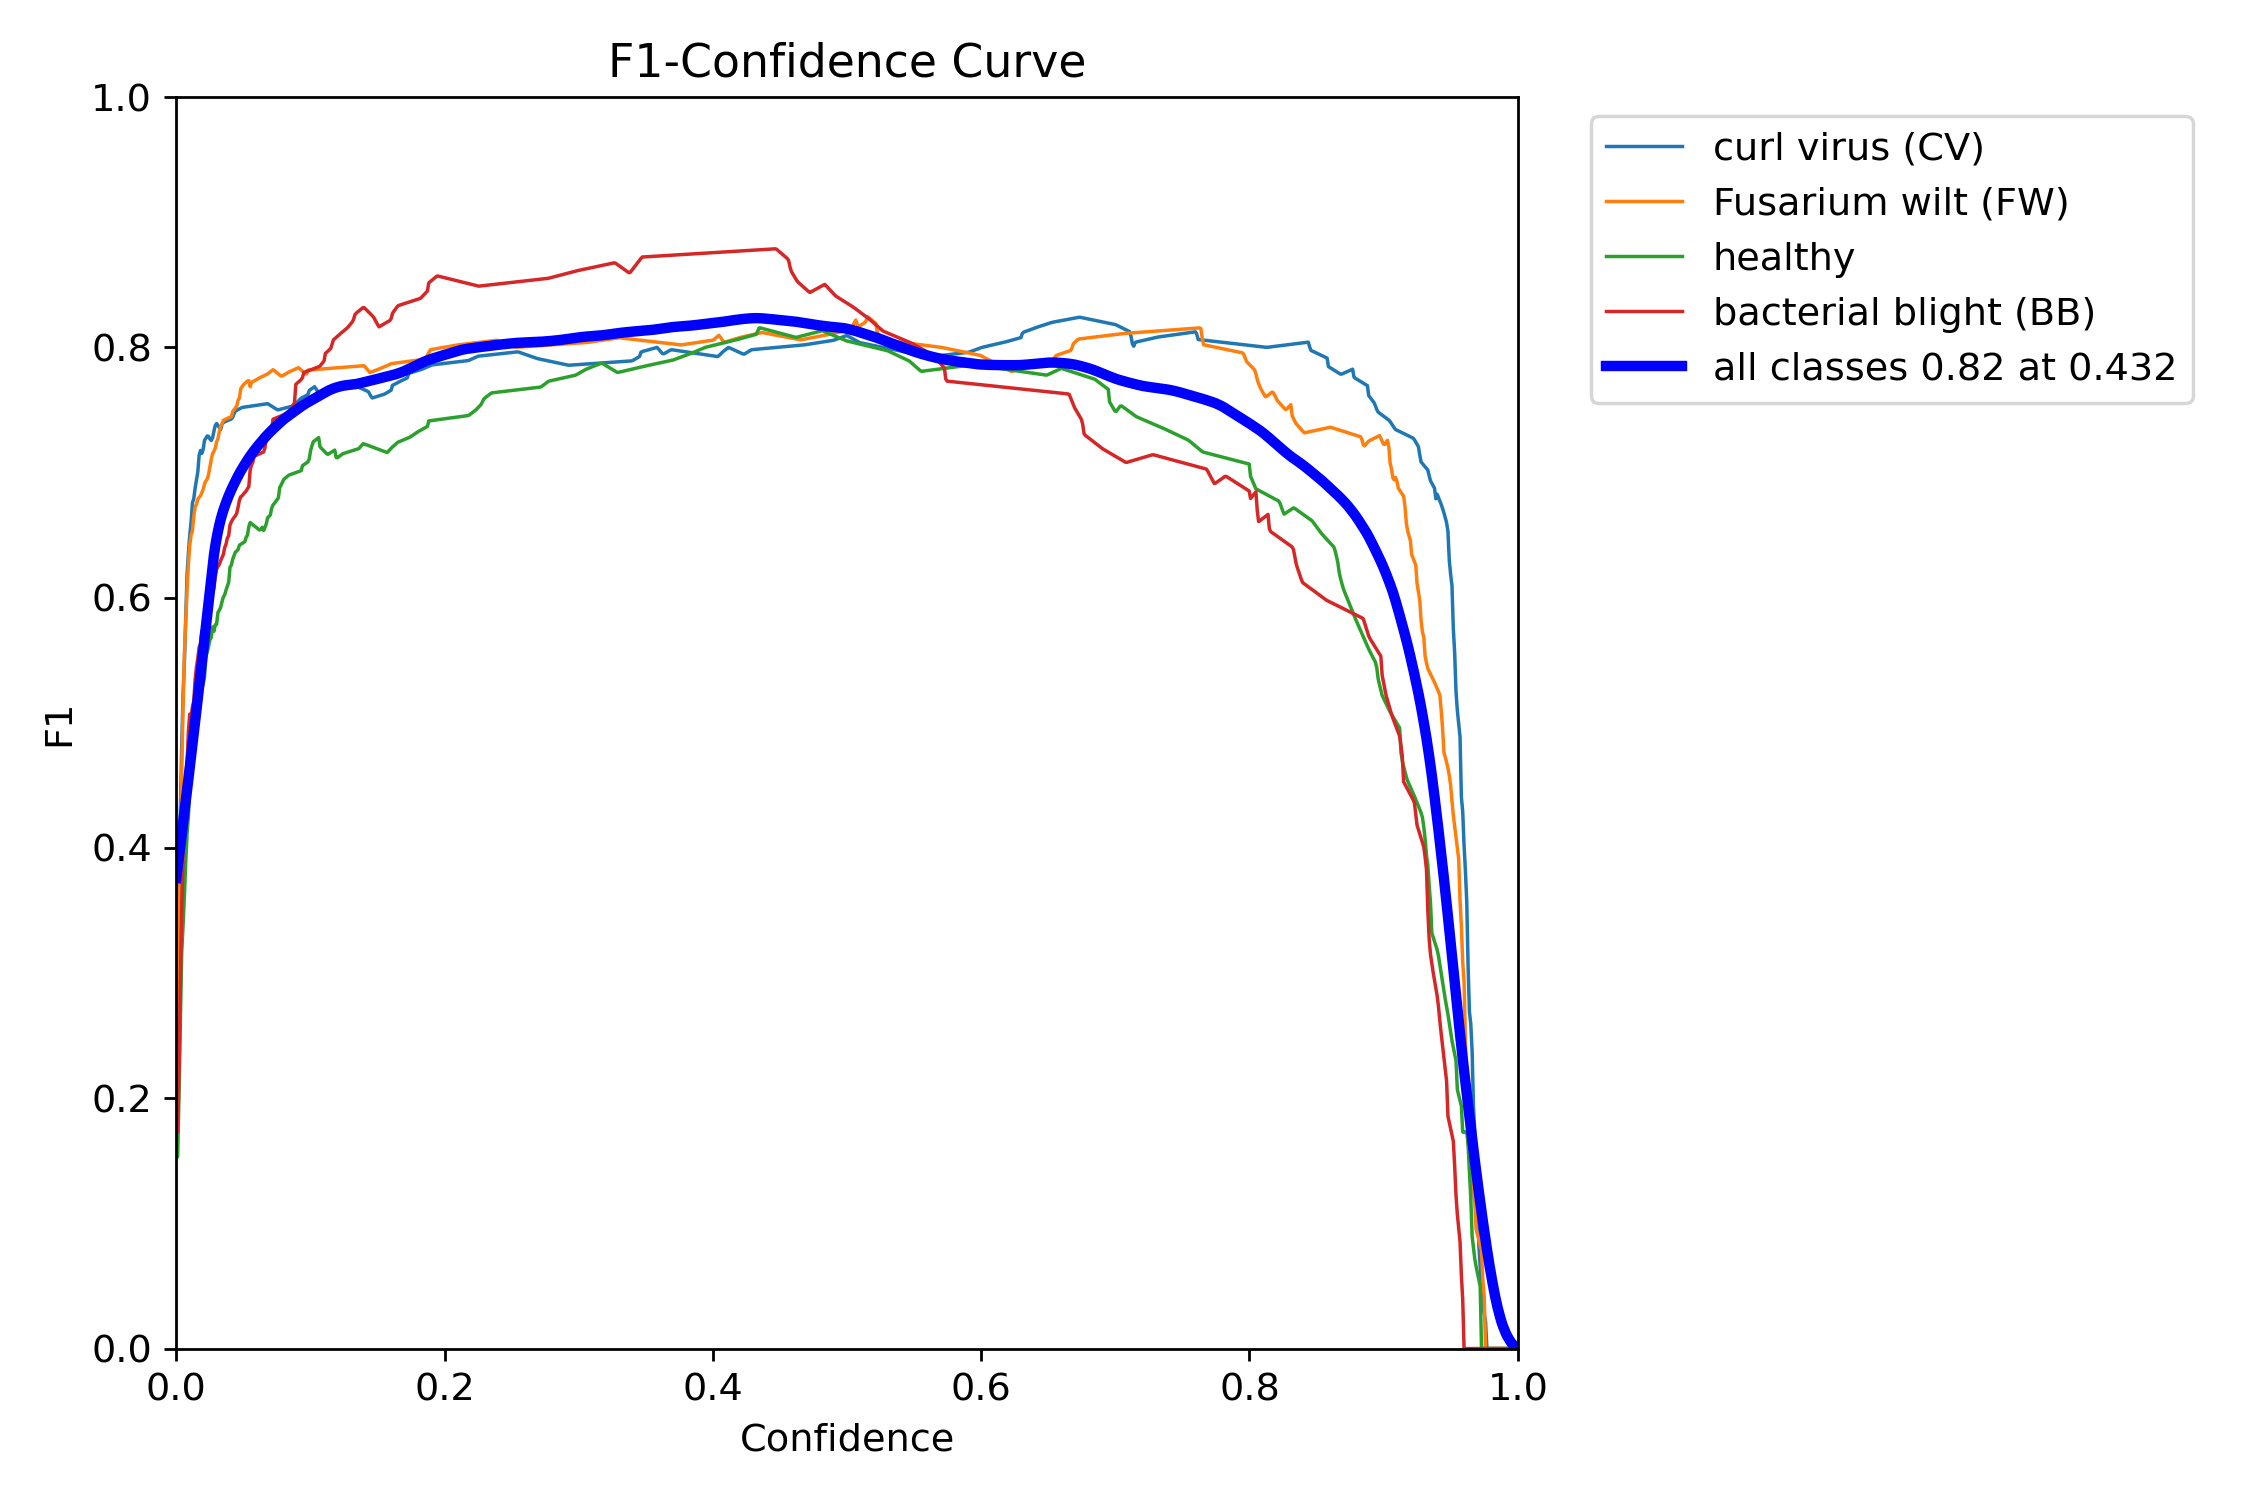 F1-Confidence Curve
1.0
0.8
0.6
0.4
0.2
0.0
F1
0.0 0.2 0.4 0.6 0.8 1.0
Confidence
curl virus (CV)
Fusarium wilt (FW)
healthy
bacterial blight (BB)
all classes 0.82 at 0.432